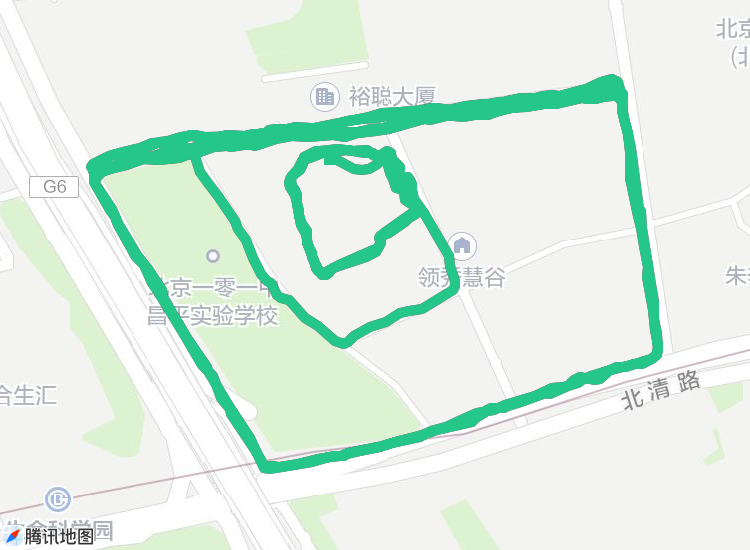 北京
(北
裕聪大厦
G6
领秀慧谷
朱
北京一零一中
昌平实验学校
合生汇
北清路
生命科学园
腾讯地图